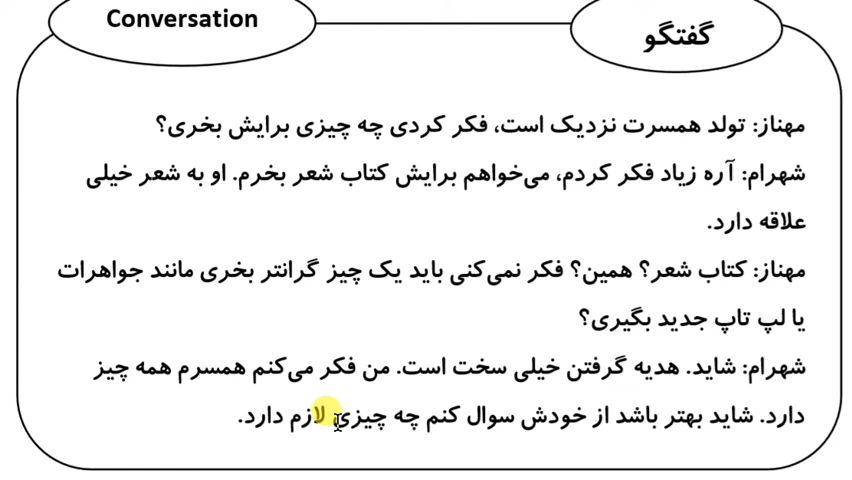 Conversation
گفتگو
مهناز: تولد همسرت نزدیک است، فکر کردی چه چیزی برایش بخری؟
شهرام: آره زیاد فکر کردم، می‌خواهم برایش کتاب شعر بخرم. او به شعر خیلی
علاقه دارد.
مهناز: کتاب شعر؟ همین؟ فکر نمی‌کنی باید یک چیز گرانتر بخری مانند جواهرات
یا لپ تاپ جدید بگیری؟
شهرام: شاید. هدیه گرفتن خیلی سخت است. من فکر می‌کنم همسرم همه چیز
دارد. شاید بهتر باشد از خودش سوال کنم چه چیزی لازم دارد.